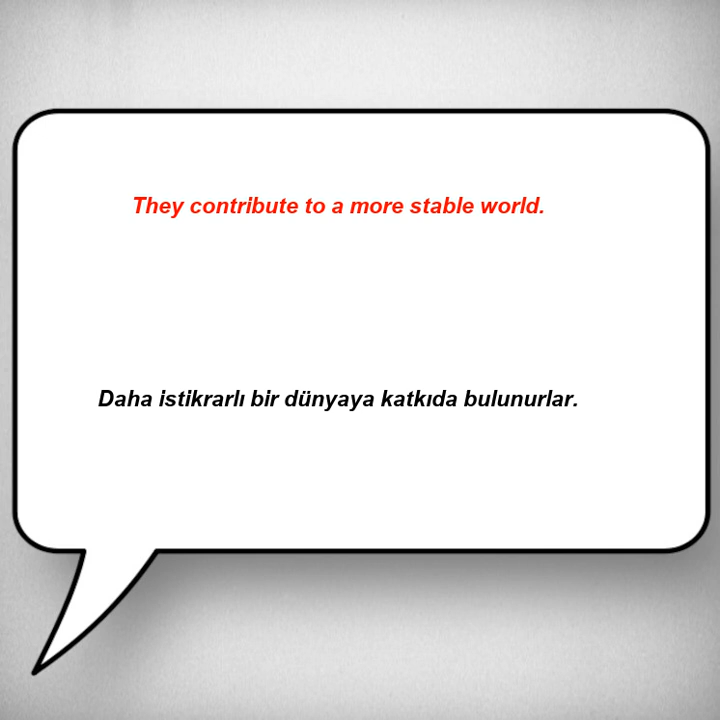 They contribute to a more stable world.
Daha istikrarlı bir dünyaya katkıda bulunurlar.